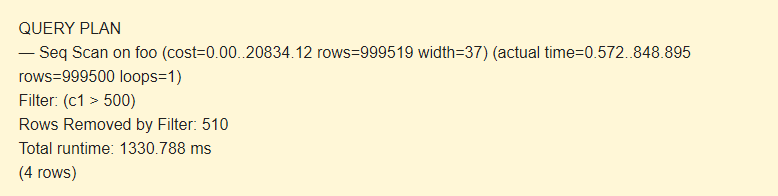 QUERY PLAN
— Seq Scan on foo (cost=0.00..20834.12 rows=999519 width=37) (actual time=0.572..848.895
rows=999500 loops=1)
Filter: (c1 > 500)
Rows Removed by Filter: 510
Total runtime: 1330.788 ms
(4 rows)